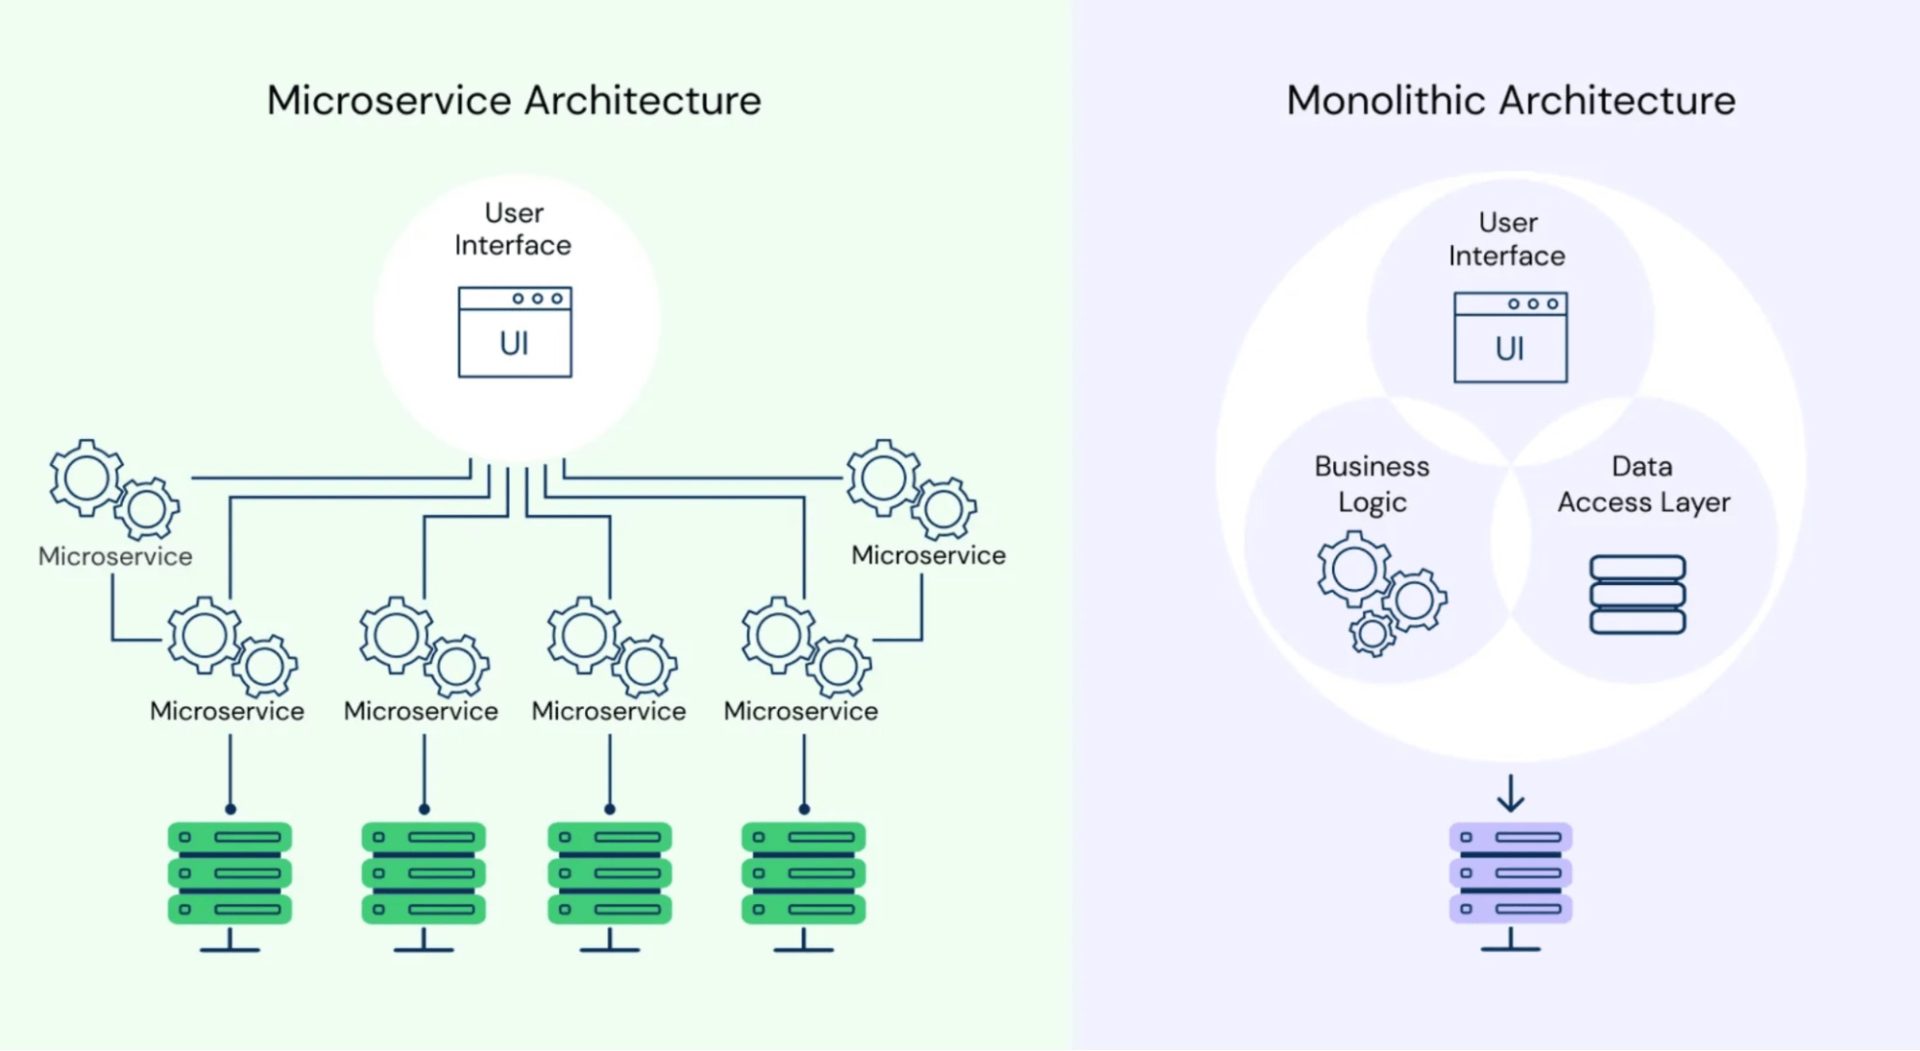 Microservice Architecture
User
Interface
UI
Microservice
Microservice
Microservice
Microservice
Microservice
Microservice
Monolithic Architecture
User
Interface
UI
Business
Logic
Data
Access Layer